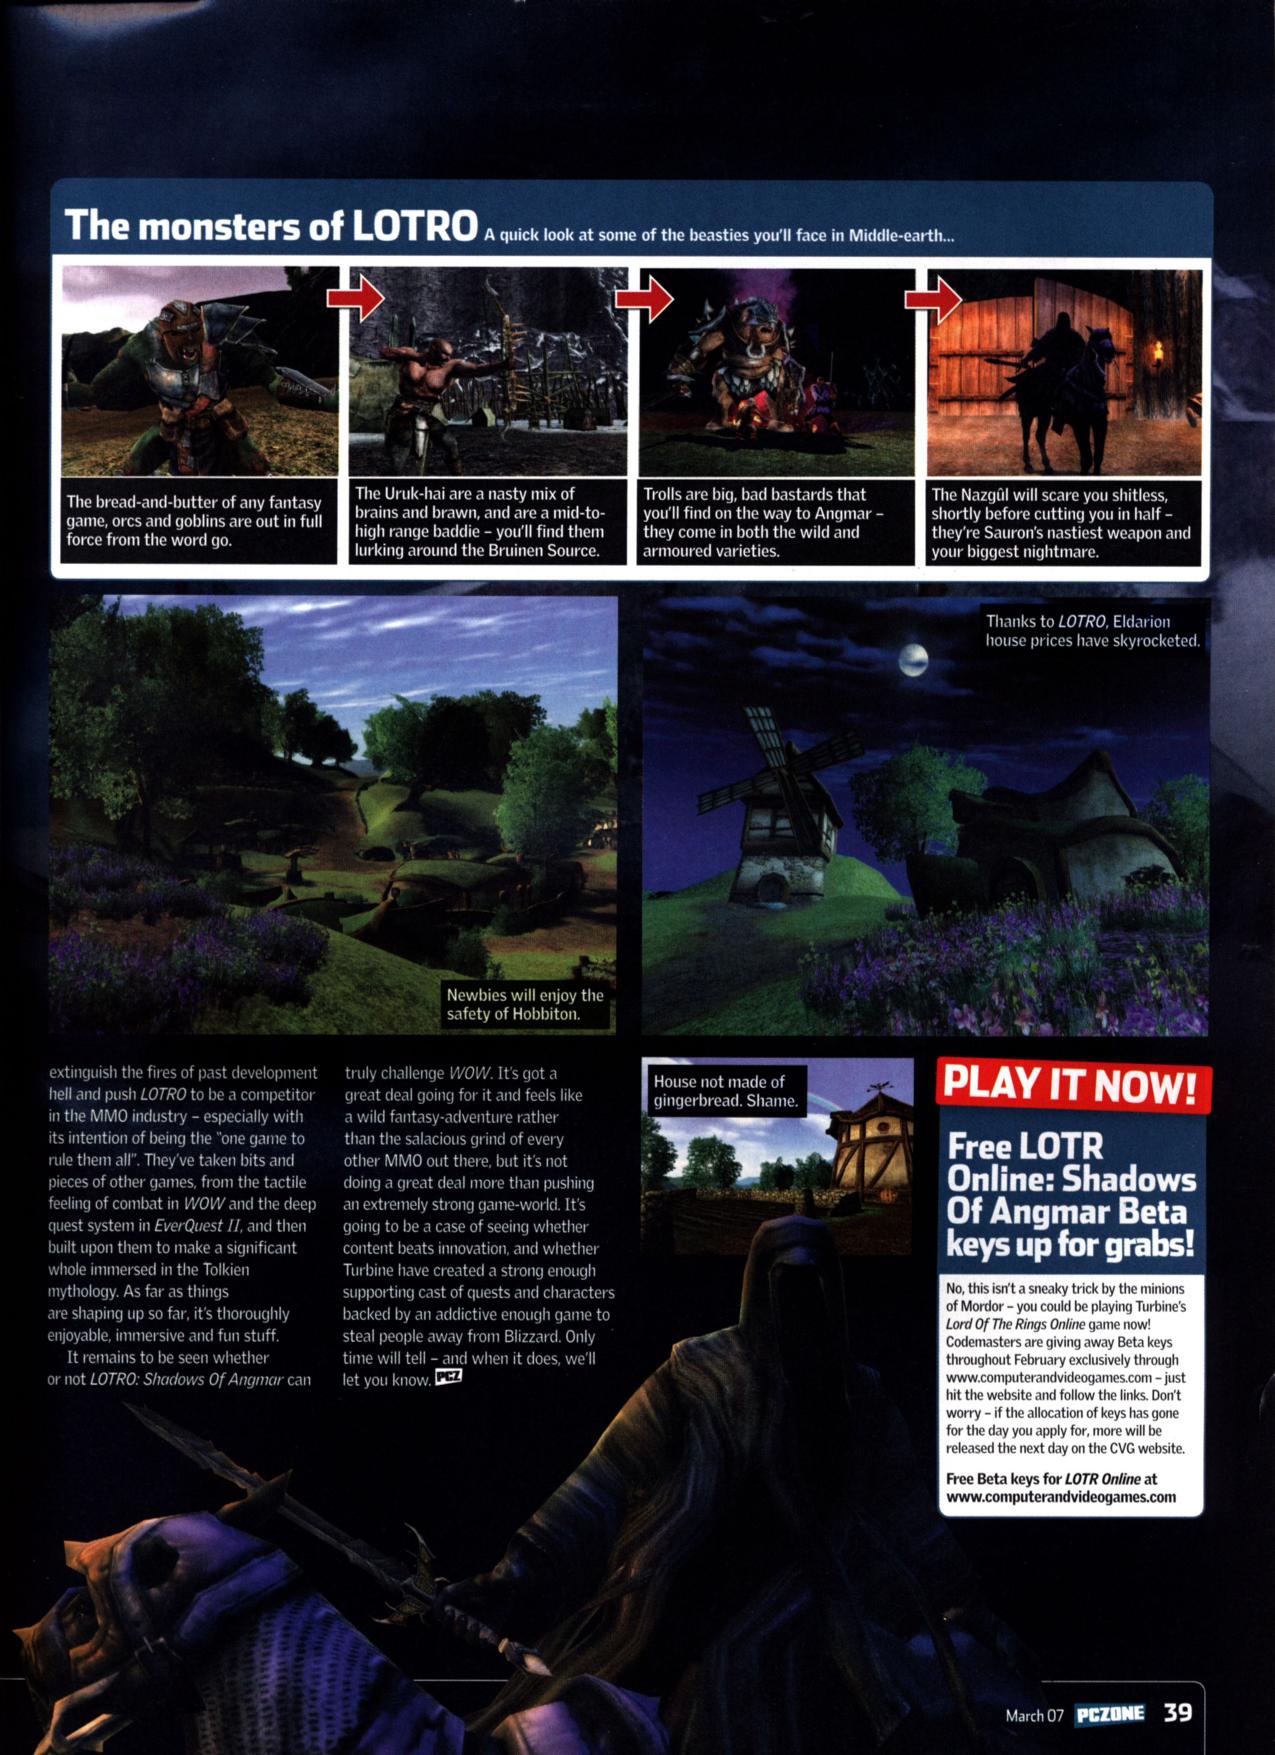 The monsters of LOTRO A quick look at some of the beasties you'll face in Middle-earth...
The bread-and-butter of any fantasy
game, orcs and goblins are out in full
force from the word go.
The Uruk-hai are a nasty mix of
brains and brawn, and are a mid-to-
high range baddie – you'll find them
lurking around the Bruinen Source.
Trolls are big, bad bastards that
you'll find on the way to Angmar –
they come in both the wild and
armoured varieties.
The Nazgûl will scare you shitless,
shortly before cutting you in half –
they're Sauron's nastiest weapon and
your biggest nightmare.
Newbies will enjoy the
safety of Hobbiton.
Thanks to LOTRO, Eldarion
house prices have skyrocketed.
extinguish the fires of past development
hell and push LOTRO to be a competitor
in the MMO industry – especially with
its intention of being the "one game to
rule them all". They've taken bits and
pieces of other games, from the tactile
feeling of combat in WOW and the deep
quest system in EverQuest II, and then
built upon them to make a significant
whole immersed in the Tolkien
mythology. As far as things
are shaping up so far, it's thoroughly
enjoyable, immersive and fun stuff.
It remains to be seen whether
or not LOTRO: Shadows Of Angmar can
truly challenge WOW. It's got a
great deal going for it and feels like
a wild fantasy-adventure rather
than the salacious grind of every
other MMO out there, but it's not
doing a great deal more than pushing
an extremely strong game-world. It's
going to be a case of seeing whether
content beats innovation, and whether
Turbine have created a strong enough
supporting cast of quests and characters
backed by an addictive enough game to
steal people away from Blizzard. Only
time will tell – and when it does, we'll
let you know. PCZ
House not made of
gingerbread. Shame.
PLAY IT NOW!
Free LOTR
Online: Shadows
Of Angmar Beta
keys up for grabs!
No, this isn't a sneaky trick by the minions
of Mordor – you could be playing Turbine's
Lord Of The Rings Online game now!
Codemasters are giving away Beta keys
throughout February exclusively through
www.computerandvideogames.com – just
hit the website and follow the links. Don't
worry – if the allocation of keys has gone
for the day you apply for, more will be
released the next day on the CVG website.
Free Beta keys for LOTR Online at
www.computerandvideogames.com
March 07 PCZONE 39